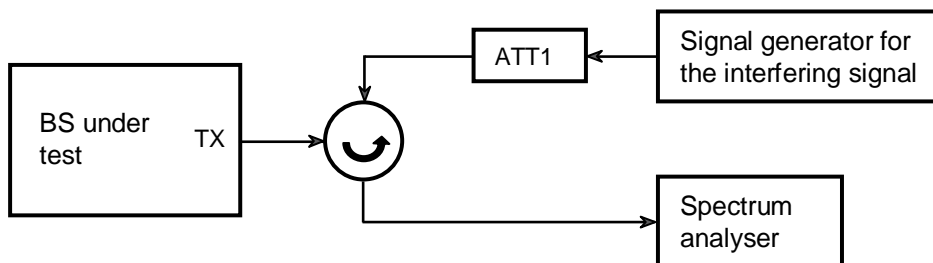 BS under
test
TX
ATT1
Signal generator for
the interfering signal
Spectrum
analyser